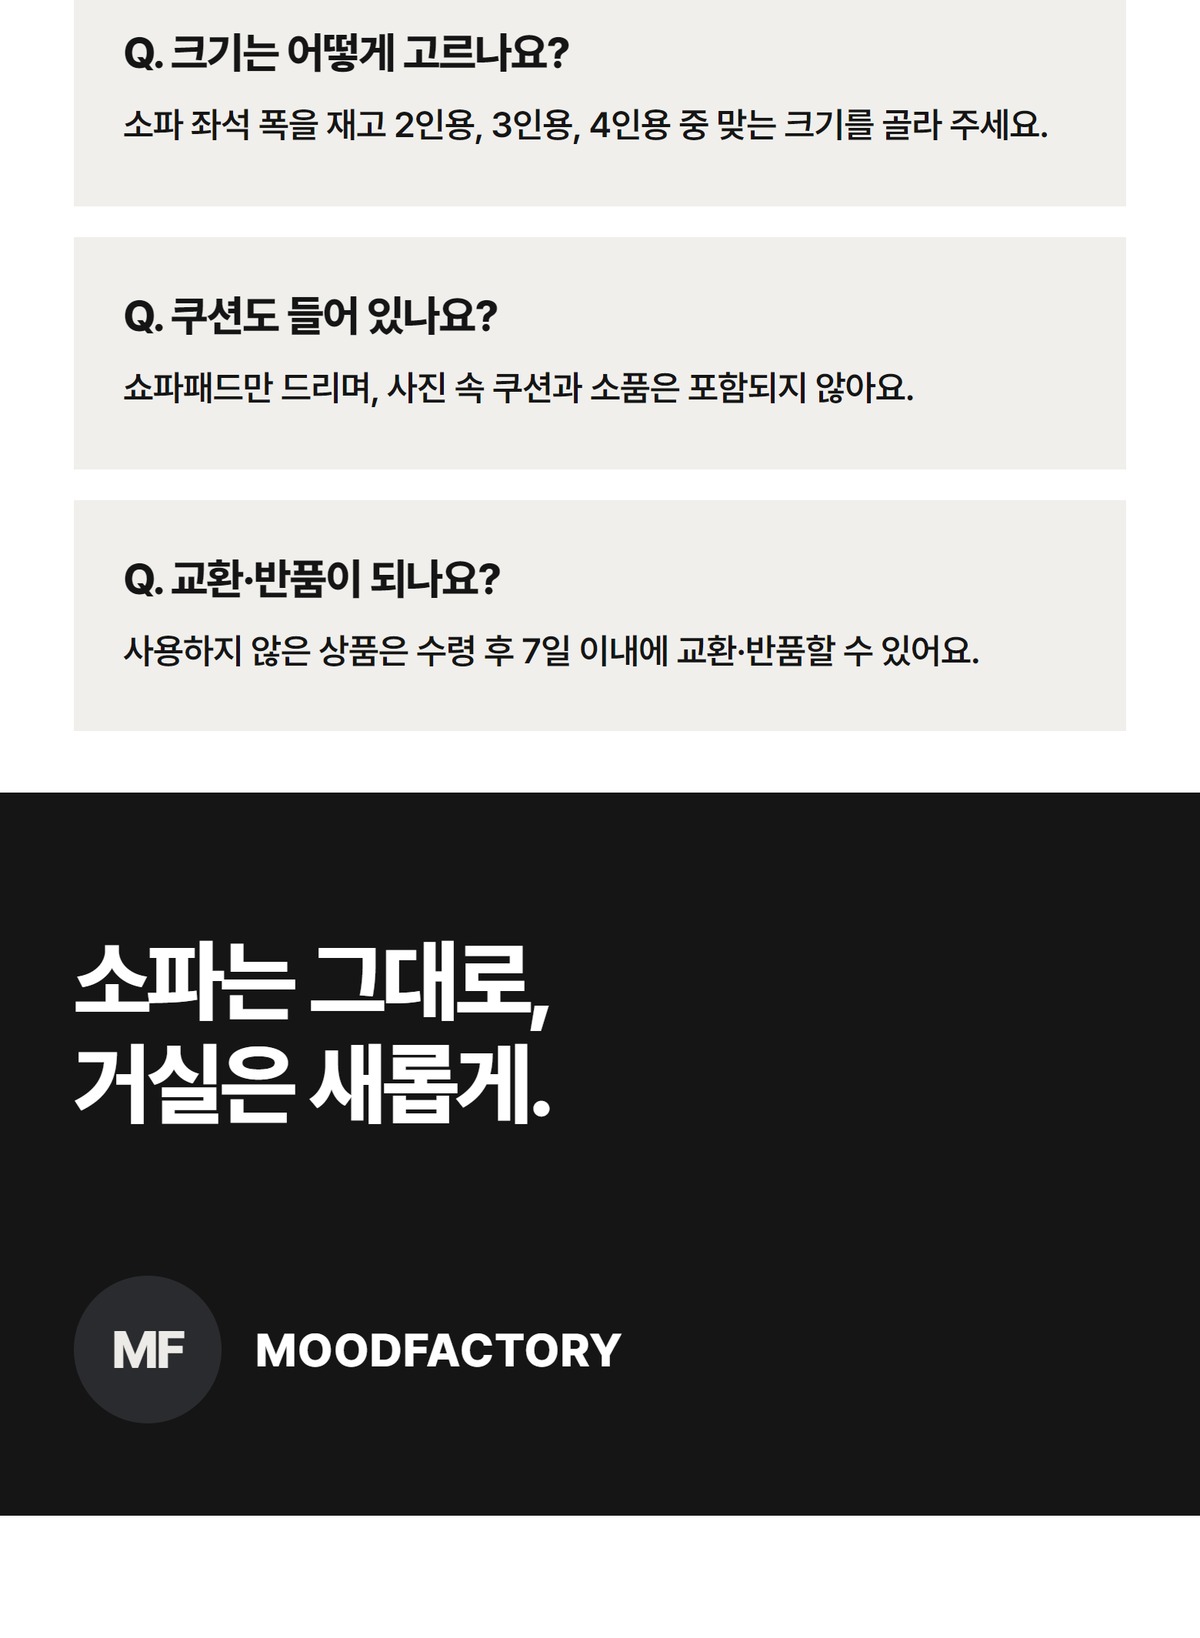 Q. 크기는 어떻게 고르나요?
소파 좌석 폭을 재고 2인용, 3인용, 4인용 중 맞는 크기를 골라 주세요.
Q. 쿠션도 들어 있나요?
쇼파패드만 드리며, 사진 속 쿠션과 소품은 포함되지 않아요.
Q. 교환·반품이 되나요?
사용하지 않은 상품은 수령 후 7일 이내에 교환·반품할 수 있어요.
소파는 그대로,
거실은 새롭게.
MF
MOODFACTORY